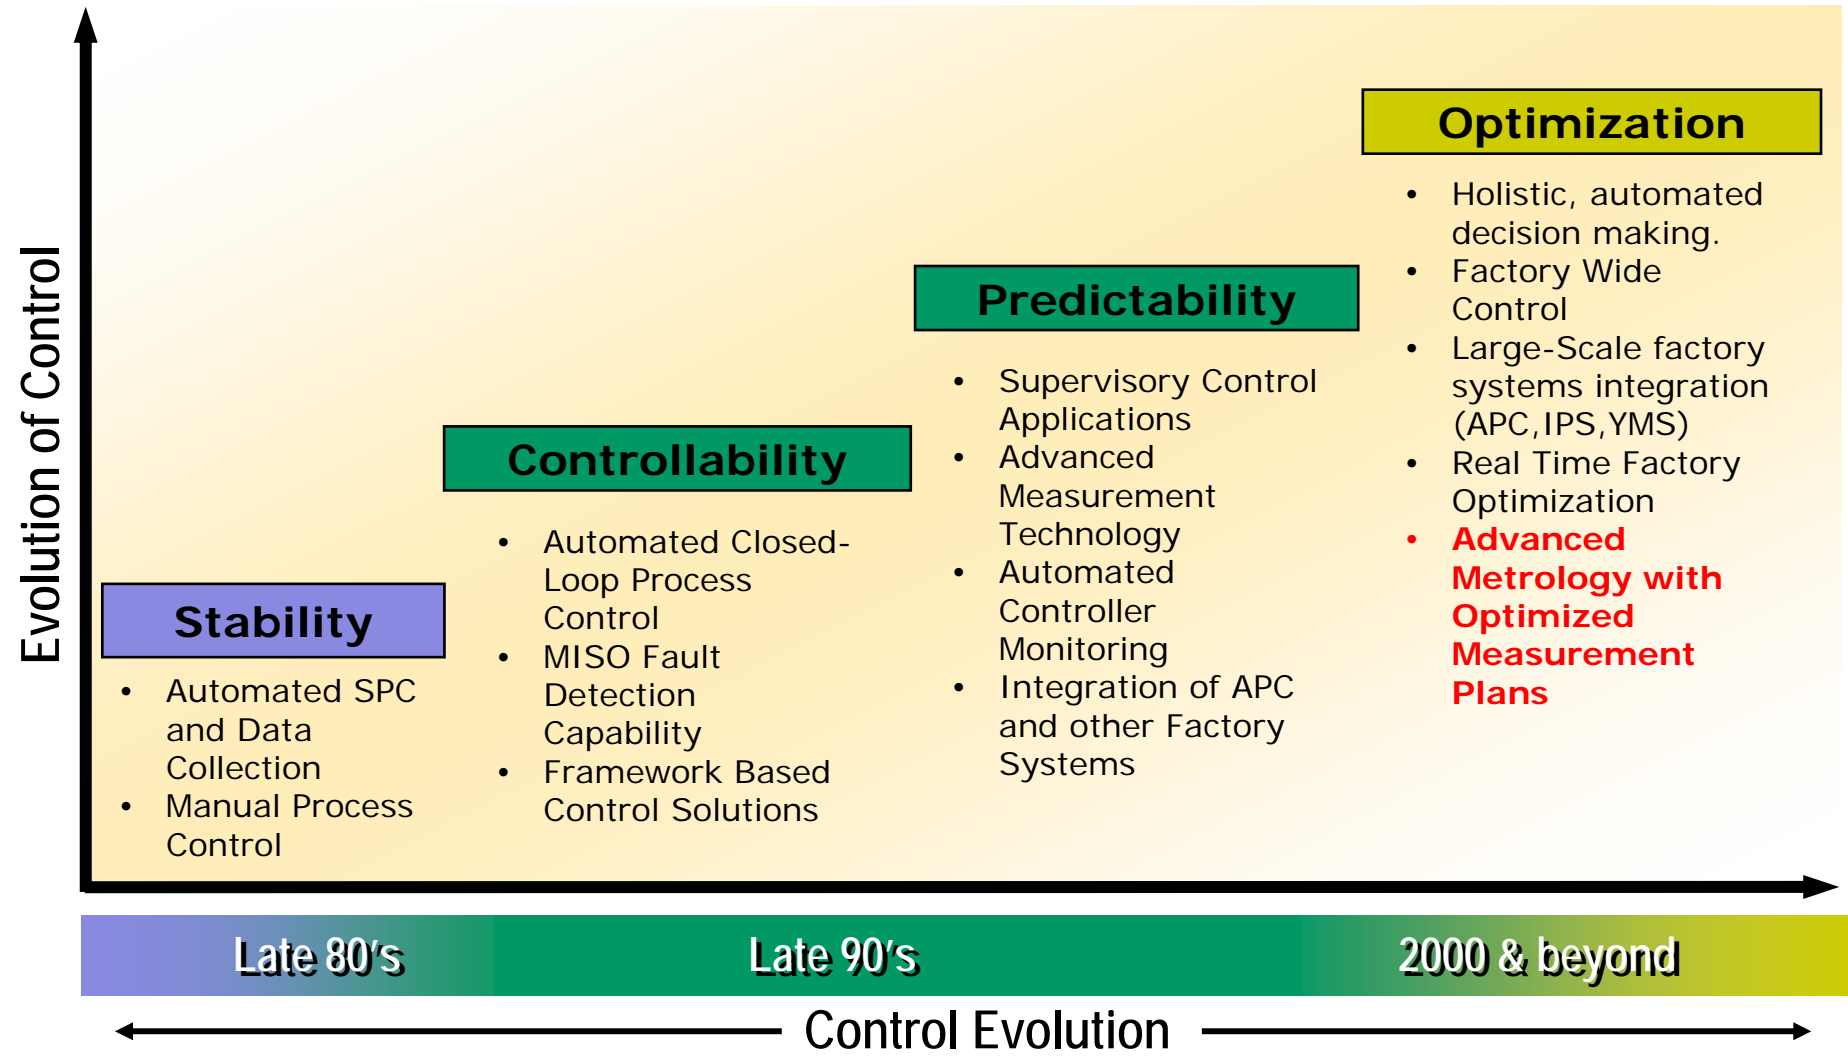 Evolution of Control
Stability
• Automated SPC
and Data
Collection
• Manual Process
Control
Controllability
• Automated Closed-
Loop Process
Control
• MISO Fault
Detection
Capability
• Framework Based
Control Solutions
Predictability
• Supervisory Control
Applications
• Advanced
Measurement
Technology
• Automated
Controller
Monitoring
• Integration of APC
and other Factory
Systems
Optimization
• Holistic, automated
decision making.
• Factory Wide
Control
• Large-Scale factory
systems integration
(APC,IPS,YMS)
• Real Time Factory
Optimization
• Advanced
Metrology with
Optimized
Measurement
Plans
Late 80's
Late 90's
2000 & beyond
Control Evolution